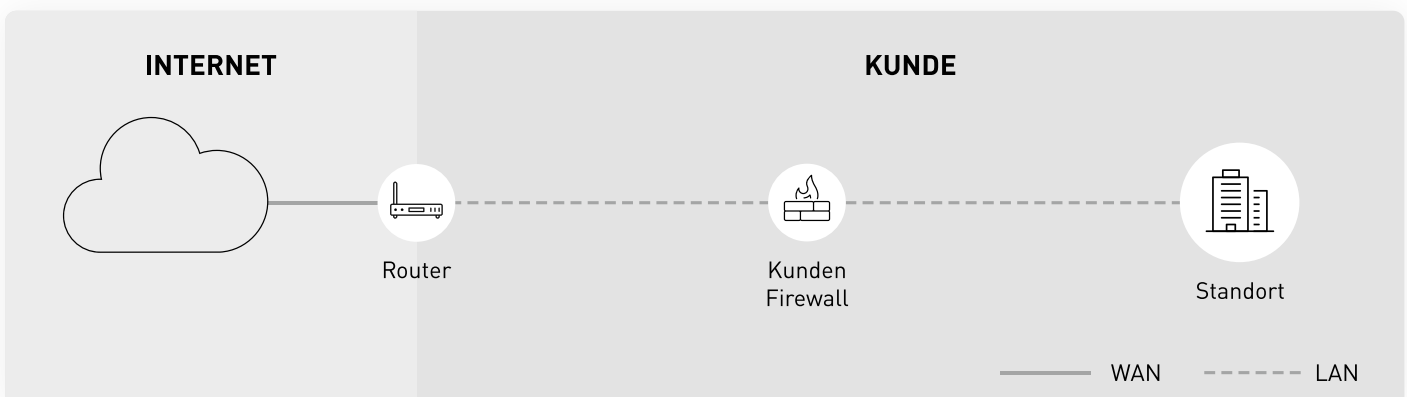 INTERNET
KUNDE
Router
Kunden
Firewall
Standort
WAN
LAN